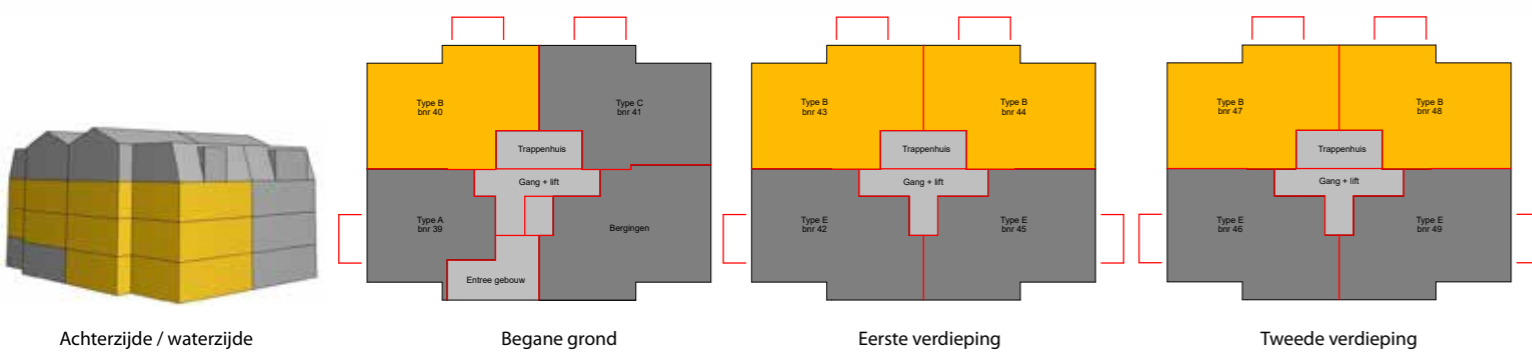 Type B
bnr 40
Type C
bnr 41
Trappenhuis
Gang + lift
Type A
bnr 39
Bergingen
Entree gebouw
Type B
bnr 43
Type B
bnr 44
Trappenhuis
Gang + lift
Type E
bnr 42
Type E
bnr 45
Type B
bnr 47
Type B
bnr 48
Trappenhuis
Gang + lift
Type E
bnr 46
Type E
bnr 49
Achterzijde / waterzijde
Begane grond
Eerste verdieping
Tweede verdieping